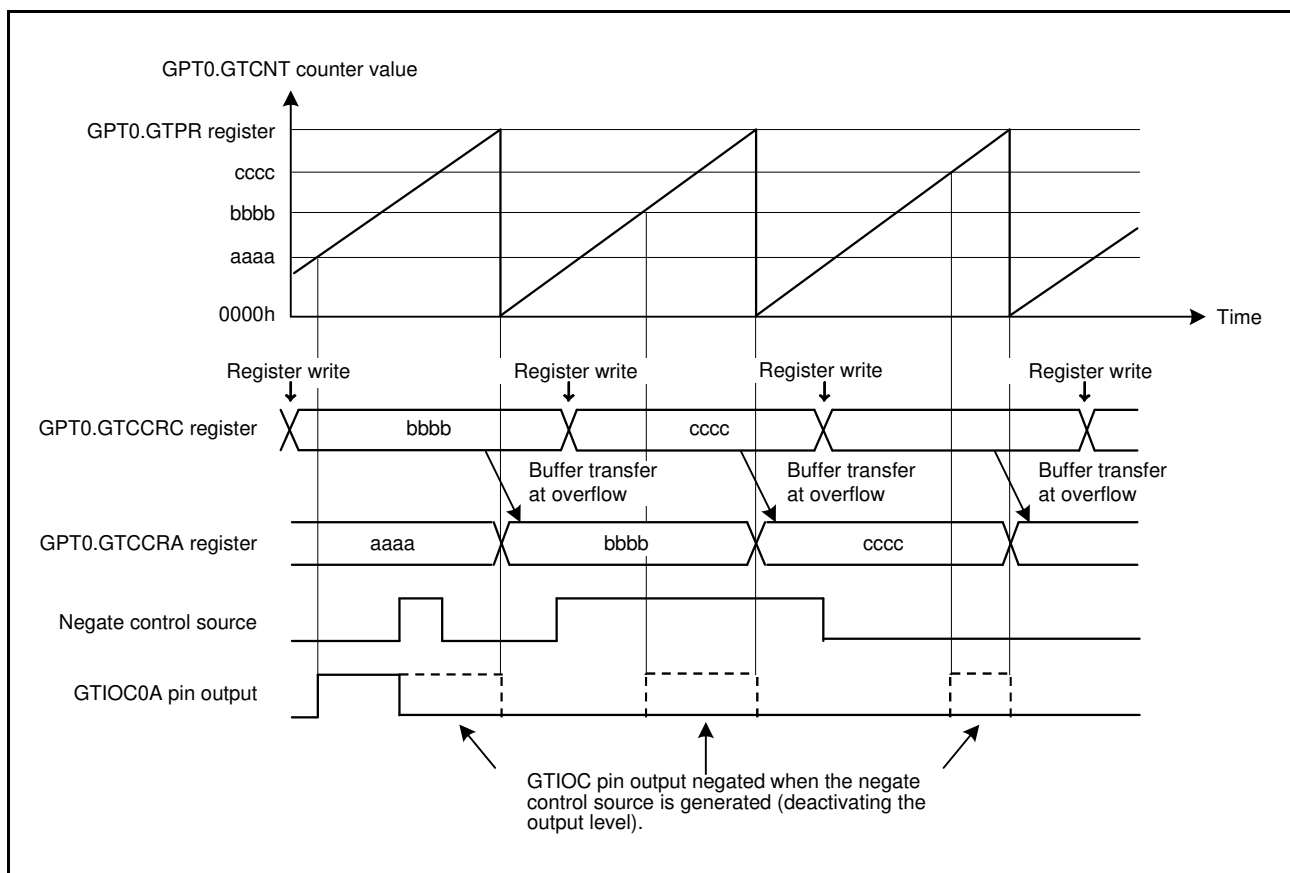 GPT0.GTCNT counter value
GPT0.GTPR register
cccc
bbbb
aaaa
0000h
Time
Register write
Register write
Register write
Register write
GPT0.GTCCRC register
bbbb
cccc
Buffer transfer
at overflow
Buffer transfer
at overflow
Buffer transfer
at overflow
GPT0.GTCCRA register
aaaa
bbbb
cccc
Negate control source
GTIOC0A pin output
GTIOC pin output negated when the negate
control source is generated (deactivating the
output level).